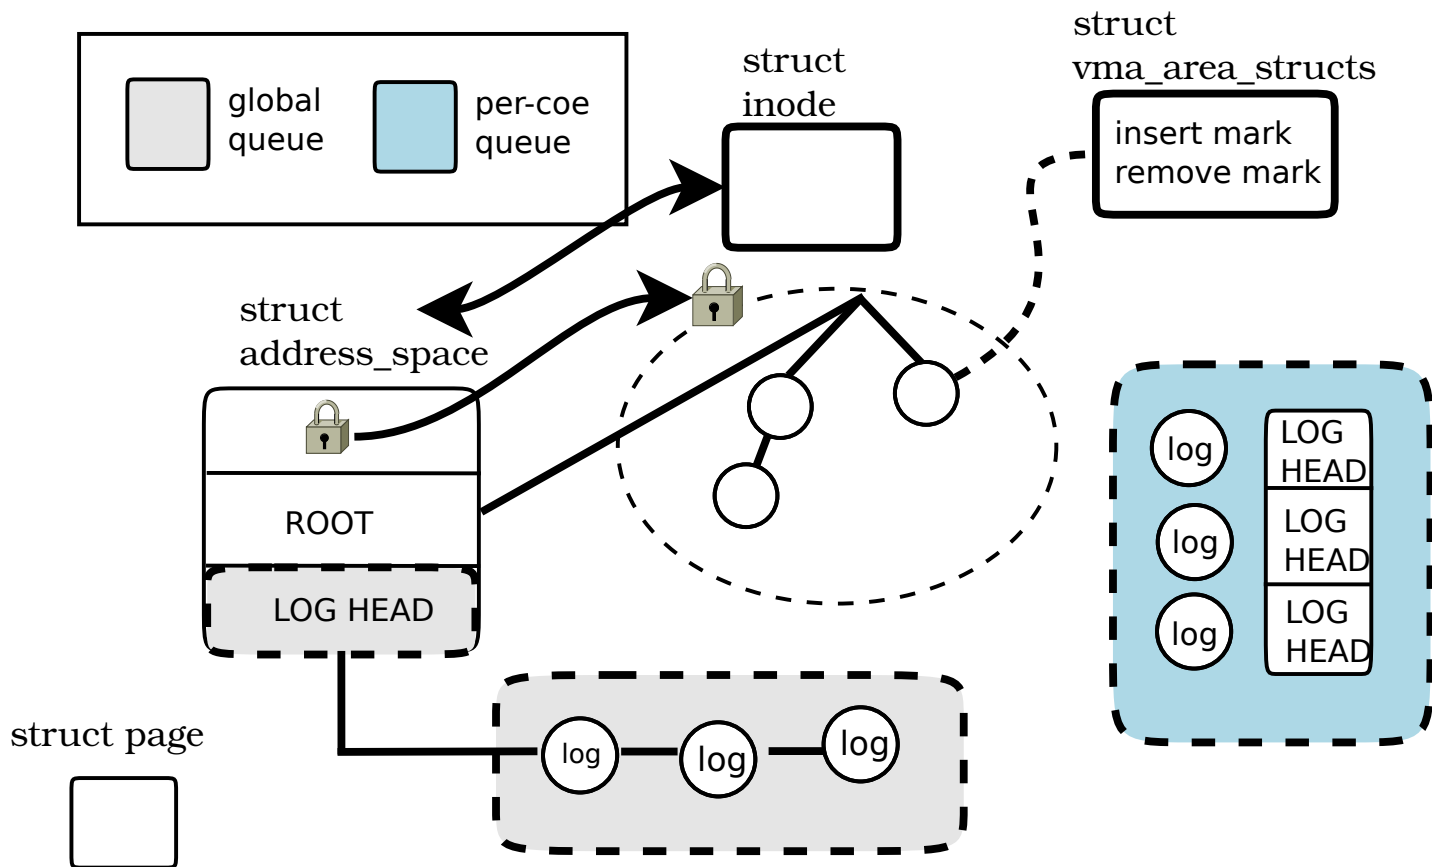 struct
vma_area_structs
insert mark
remove mark
struct
inode
global
queue
per-coe
queue
struct
address_space
ROOT
LOG HEAD
log
LOG
HEAD
log
LOG
HEAD
log
LOG
HEAD
log
log
log
struct page